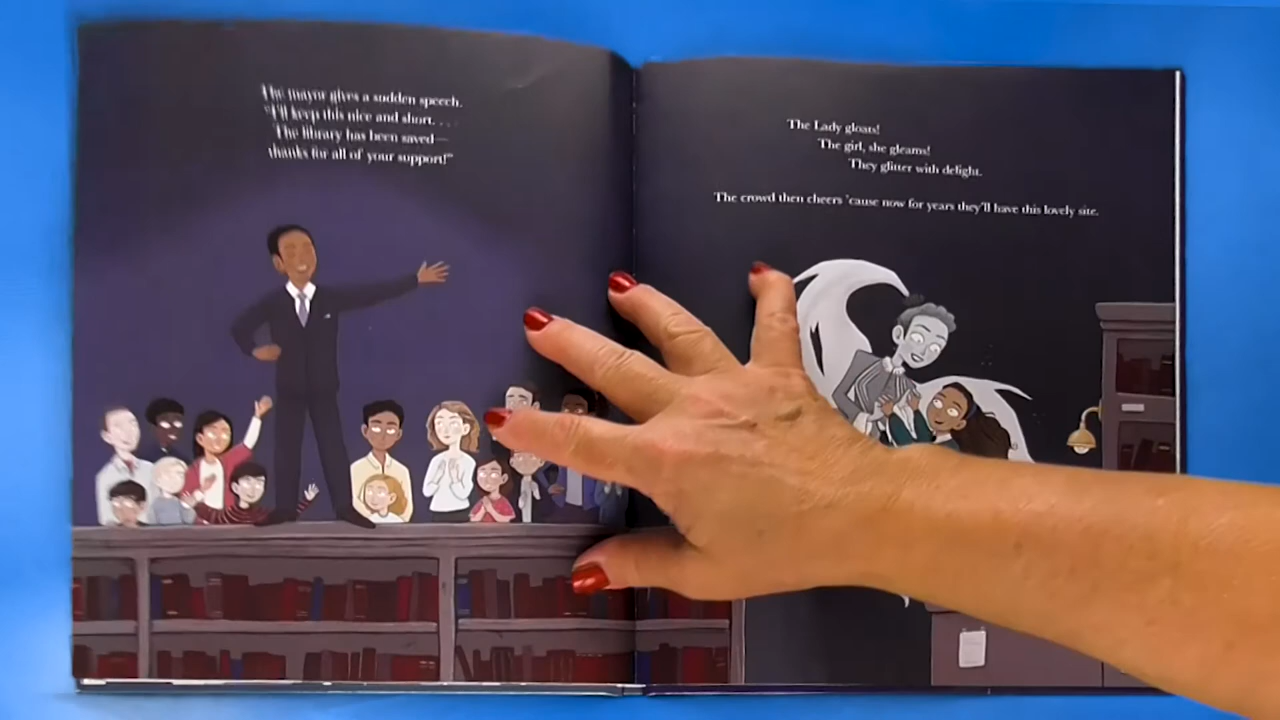 The mayor gives a sudden speech.
"I'll keep this nice and short. . . .
The library has been saved—
thanks for all of your support!"
The Lady gloats!
The girl, she gleams!
They glitter with delight.
The crowd then cheers 'cause now for years they'll have this lovely site.